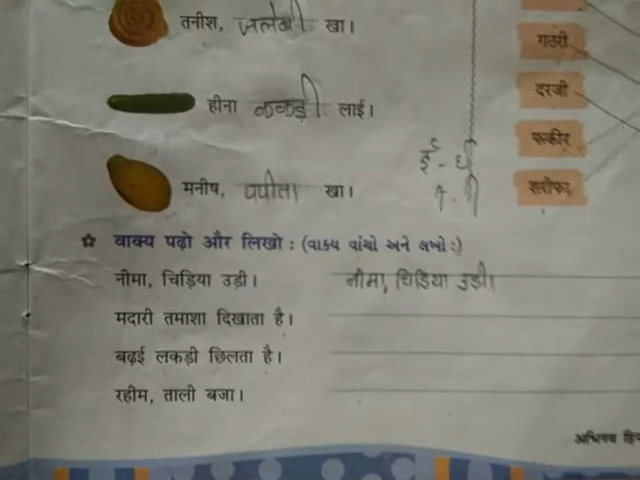 तनीश, जलेबी खा।
गठरी
दरजी
हीना ककड़ी लाई।
फकीर
ई - घी
मनीष, पपीता खा।
शरीफा
☆ वाक्य पढ़ो और लिखो : (વાક્ય વાંચો અને લખો :)
नीमा, चिड़िया उड़ी। नीमा, चिडिया उडी।
मदारी तमाशा दिखाता है।
बढ़ई लकड़ी छिलता है।
रहीम, ताली बजा।
अभिनव